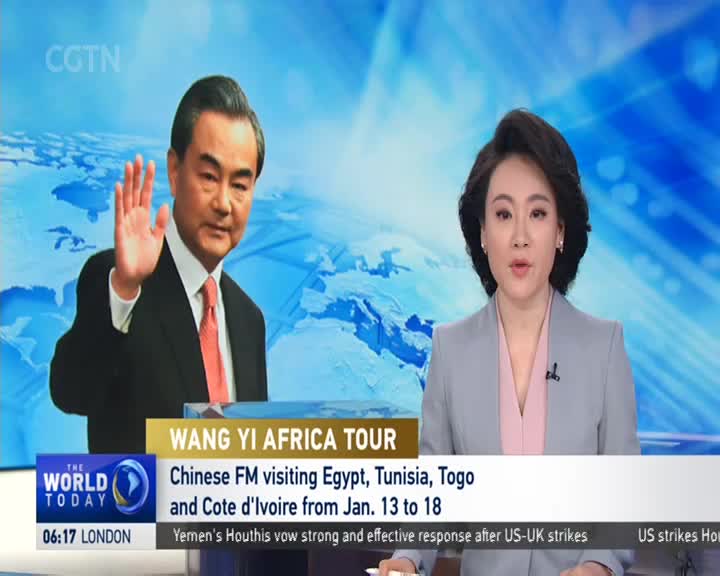 CGTN
WANG YI AFRICA TOUR
Chinese FM visiting Egypt, Tunisia, Togo
and Cote d'Ivoire from Jan. 13 to 18
THE
WORLD
TODAY
06:17 LONDON
Yemen's Houthis vow strong and effective response after US-UK strikes
US strikes